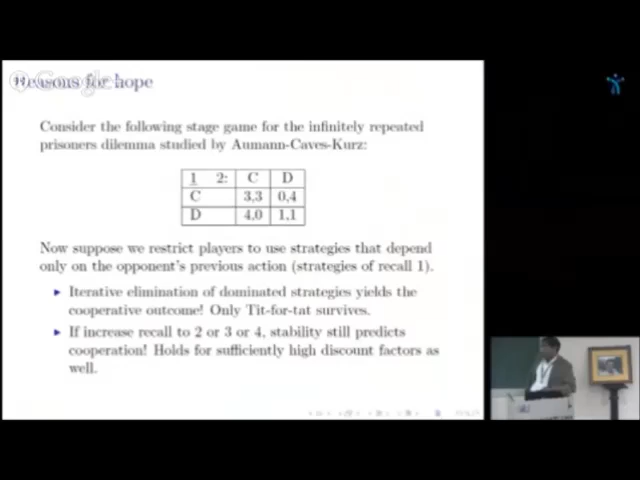 Reasons for hope
Consider the following stage game for the infinitely repeated
prisoners dilemma studied by Aumann-Caves-Kurz:
1 2: C D
C 3,3 0,4
D 4,0 1,1
Now suppose we restrict players to use strategies that depend
only on the opponent's previous action (strategies of recall 1).
Iterative elimination of dominated strategies yields the
cooperative outcome! Only Tit-for-tat survives.
If increase recall to 2 or 3 or 4, stability still predicts
cooperation! Holds for sufficiently high discount factors as
well.